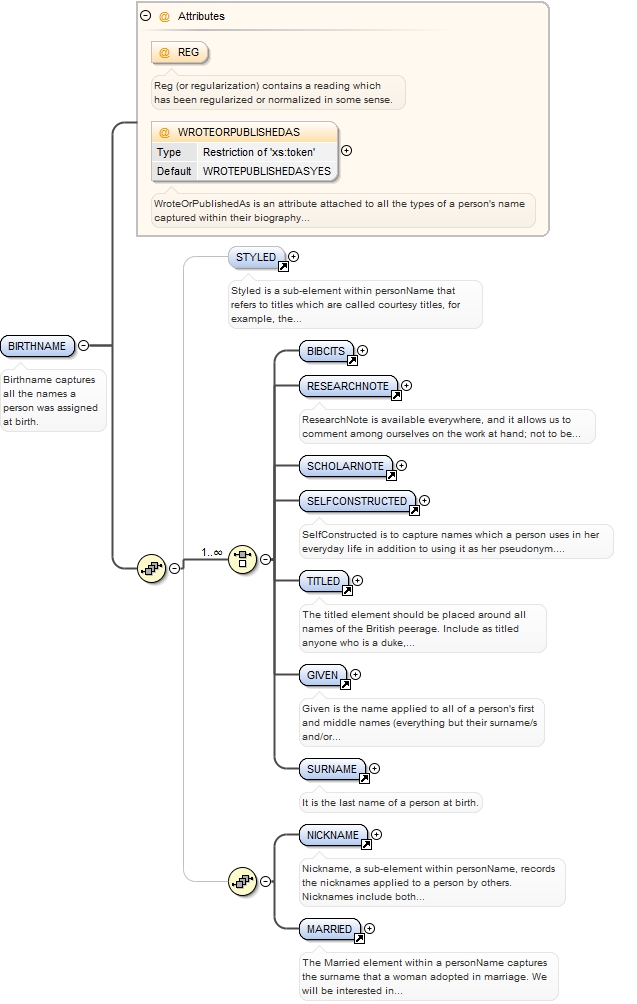 @ Attributes
@ REG
Reg (or regularization) contains a reading which
has been regularized or normalized in some sense.
@ WROTEORPUBLISHEDAS
Type Restriction of 'xs:token'
Default WROTEPUBLISHEDASYES
WroteOrPublishedAs is an attribute attached to all the types of a person's name
captured within their biography...
STYLED
Styled is a sub-element within personName that
refers to titles which are called courtesy titles, for
example, the...
BIRTHNAME
Birthname captures
all the names a
person was assigned
at birth.
BIBCITS
RESEARCHNOTE
ResearchNote is available everywhere, and it allows us to
comment among ourselves on the work at hand; not to be...
SCHOLARNOTE
SELFCONSTRUCTED
SelfConstructed is to capture names which a person uses in her
everyday life in addition to using it as her pseudonym....
1..∞
TITLED
The titled element should be placed around all
names of the British peerage. Include as titled
anyone who is a duke,...
GIVEN
Given is the name applied to all of a person's first
and middle names (everything but their surname/s
and/or...
SURNAME
It is the last name of a person at birth.
NICKNAME
Nickname, a sub-element within personName, records
the nicknames applied to a person by others.
Nicknames include both...
MARRIED
The Married element within a personName captures
the surname that a woman adopted in marriage. We
will be interested in...